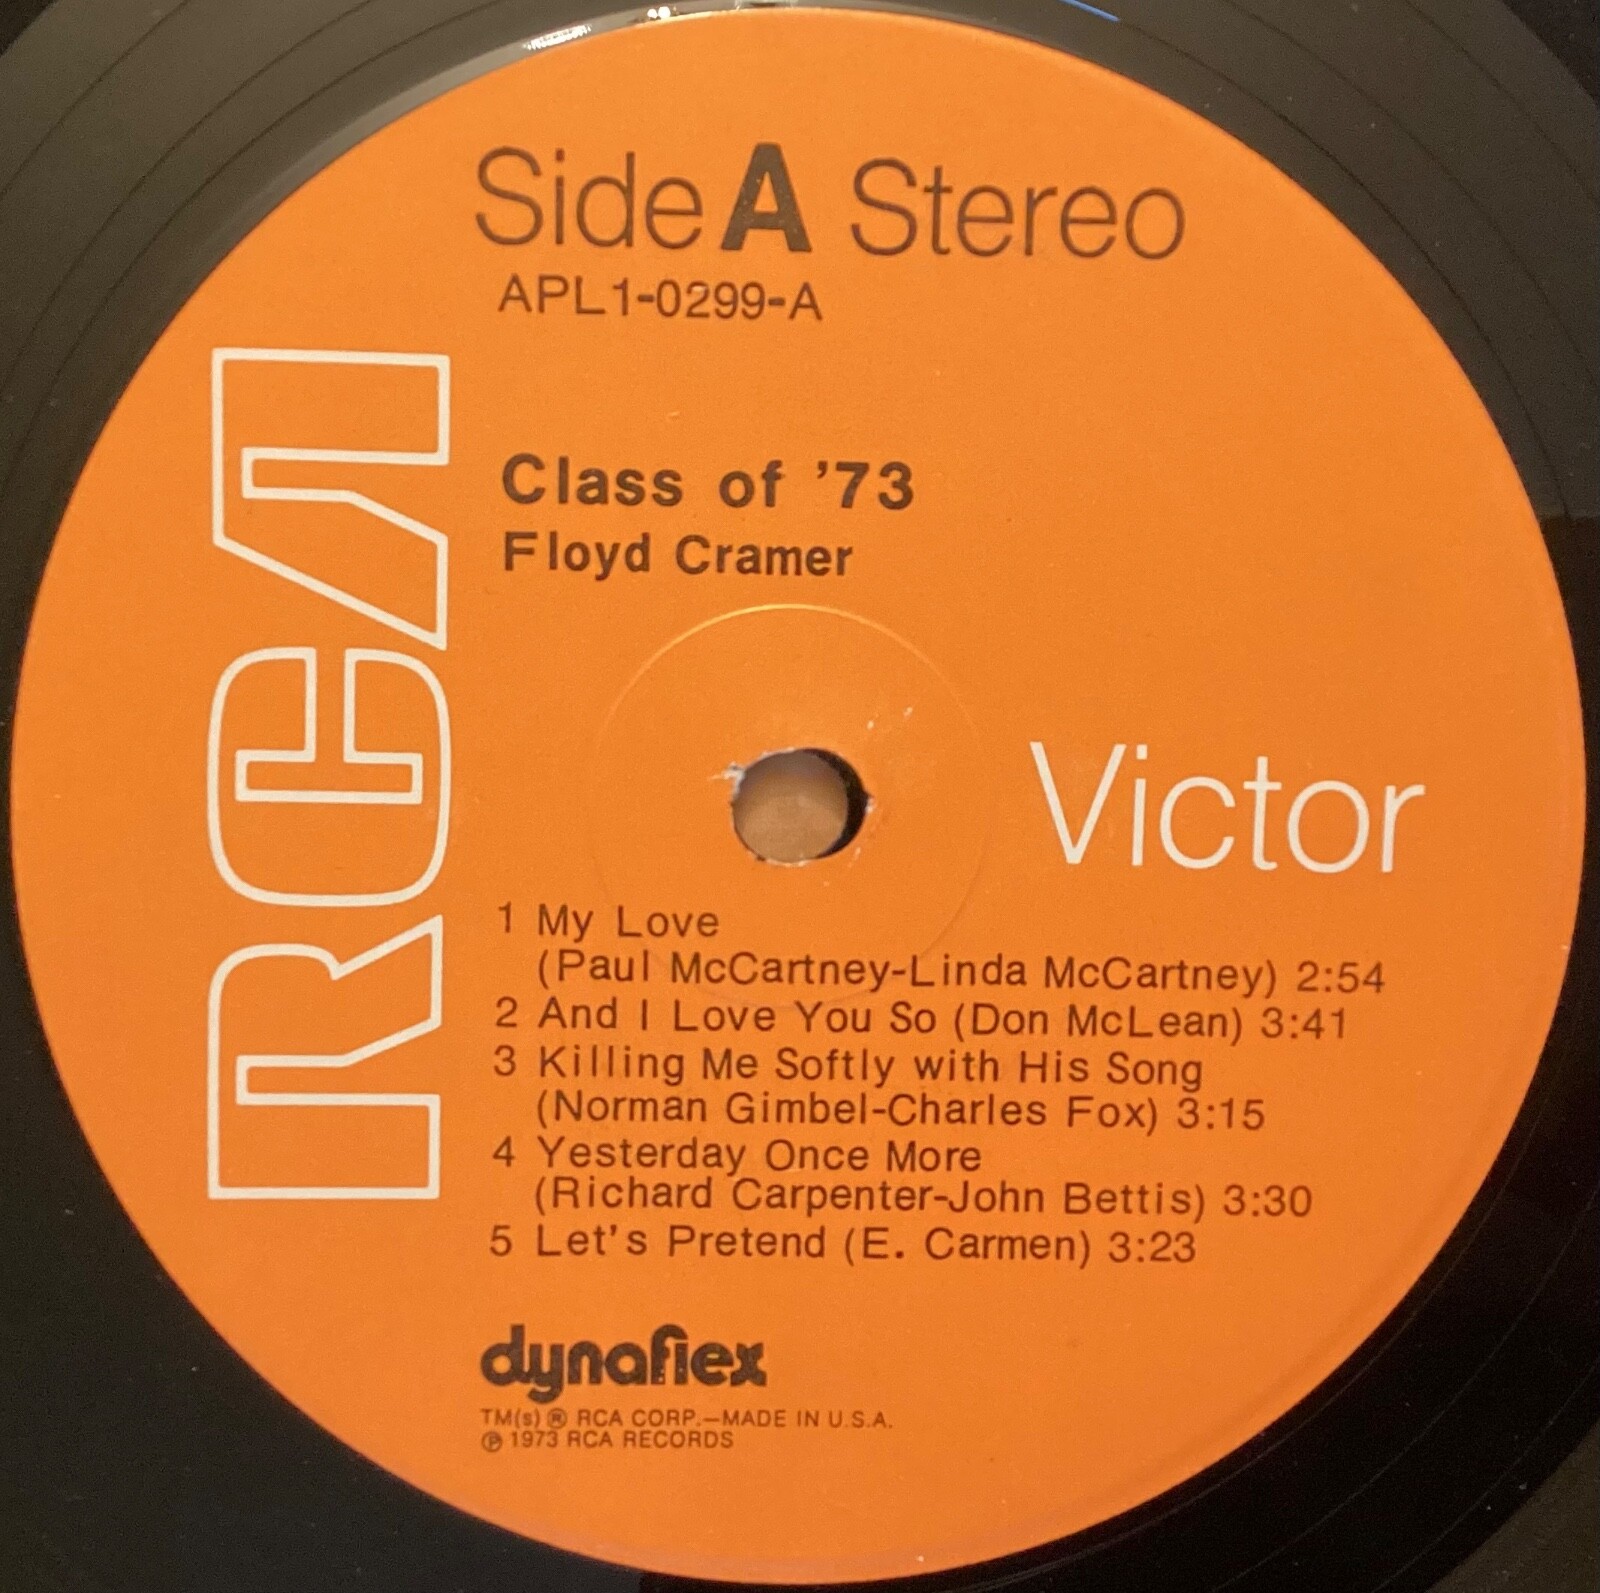 Side A Stereo
APL1-0299-A
RCA
Class of '73
Floyd Cramer
Victor
1 My Love
(Paul McCartney-Linda McCartney) 2:54
2 And I Love You So (Don McLean) 3:41
3 Killing Me Softly with His Song
(Norman Gimbel-Charles Fox) 3:15
4 Yesterday Once More
(Richard Carpenter-John Bettis) 3:30
5 Let's Pretend (E. Carmen) 3:23
dynaflex
TM(s) ® RCA CORP.—MADE IN U.S.A.
℗ 1973 RCA RECORDS